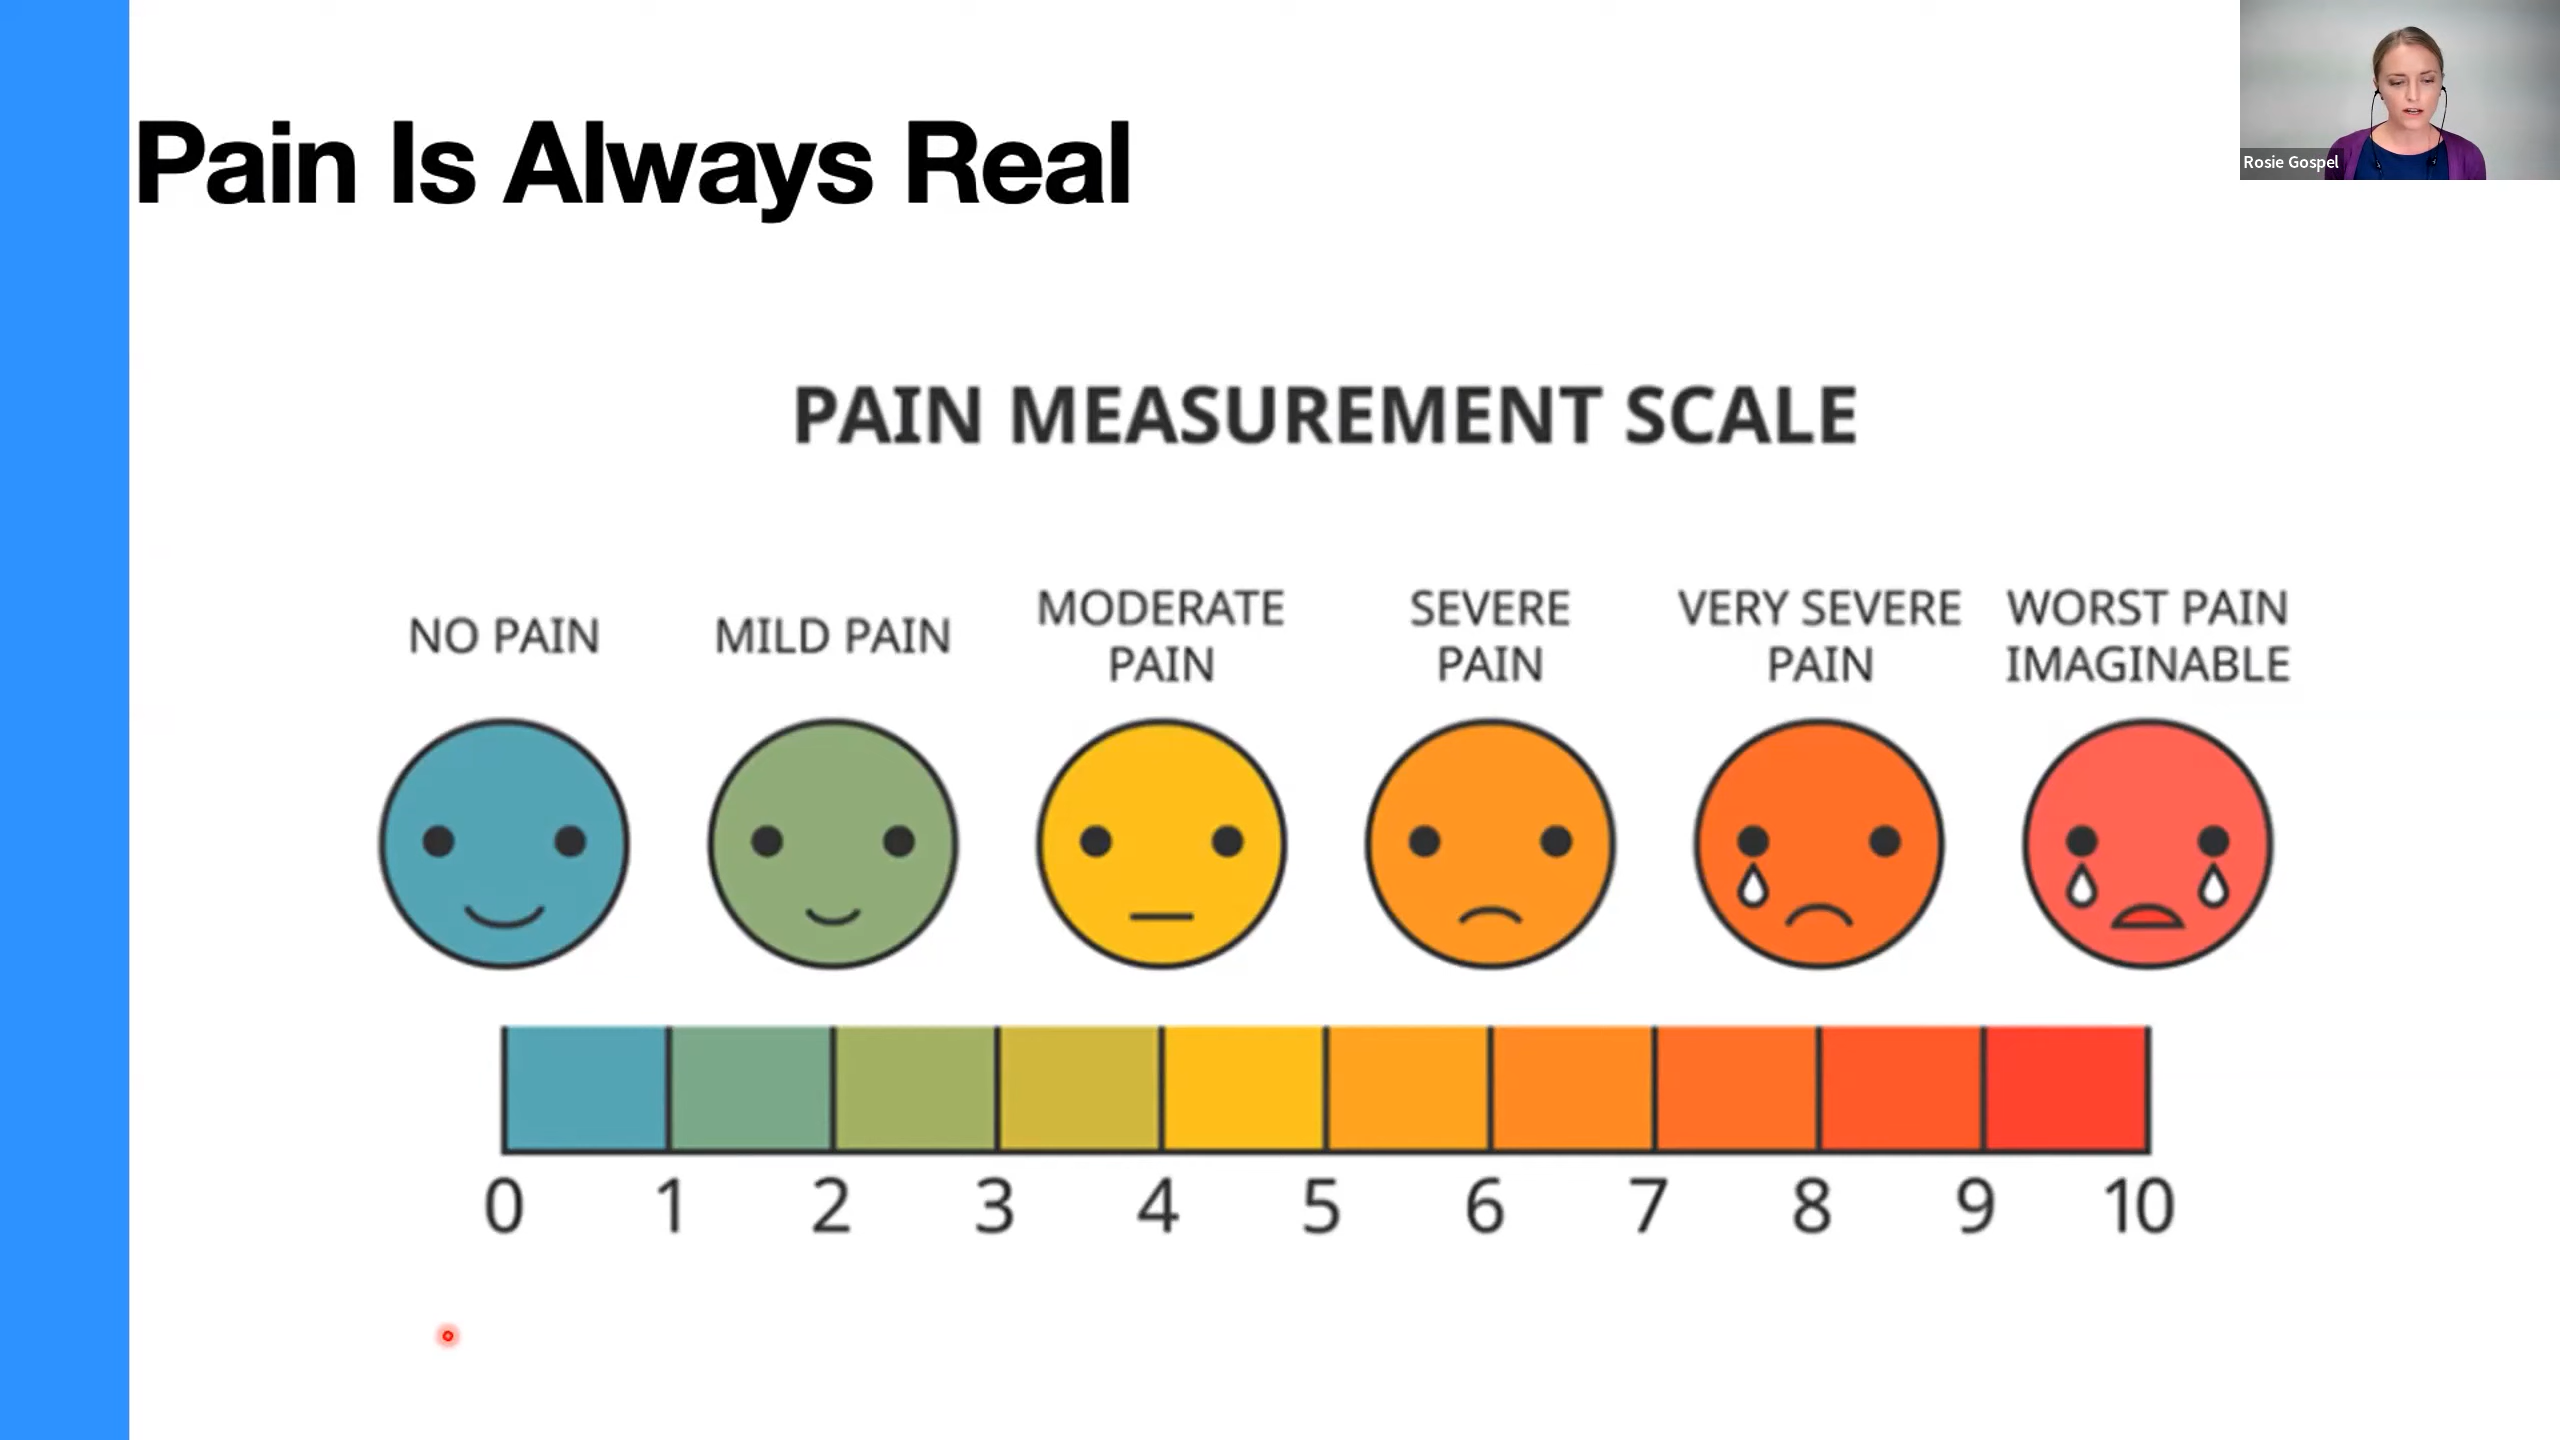 Pain Is Always Real
Rosie Gospel
PAIN MEASUREMENT SCALE
NO PAIN
MILD PAIN
MODERATE
PAIN
SEVERE
PAIN
VERY SEVERE
PAIN
WORST PAIN
IMAGINABLE
0 1 2 3 4 5 6 7 8 9 10